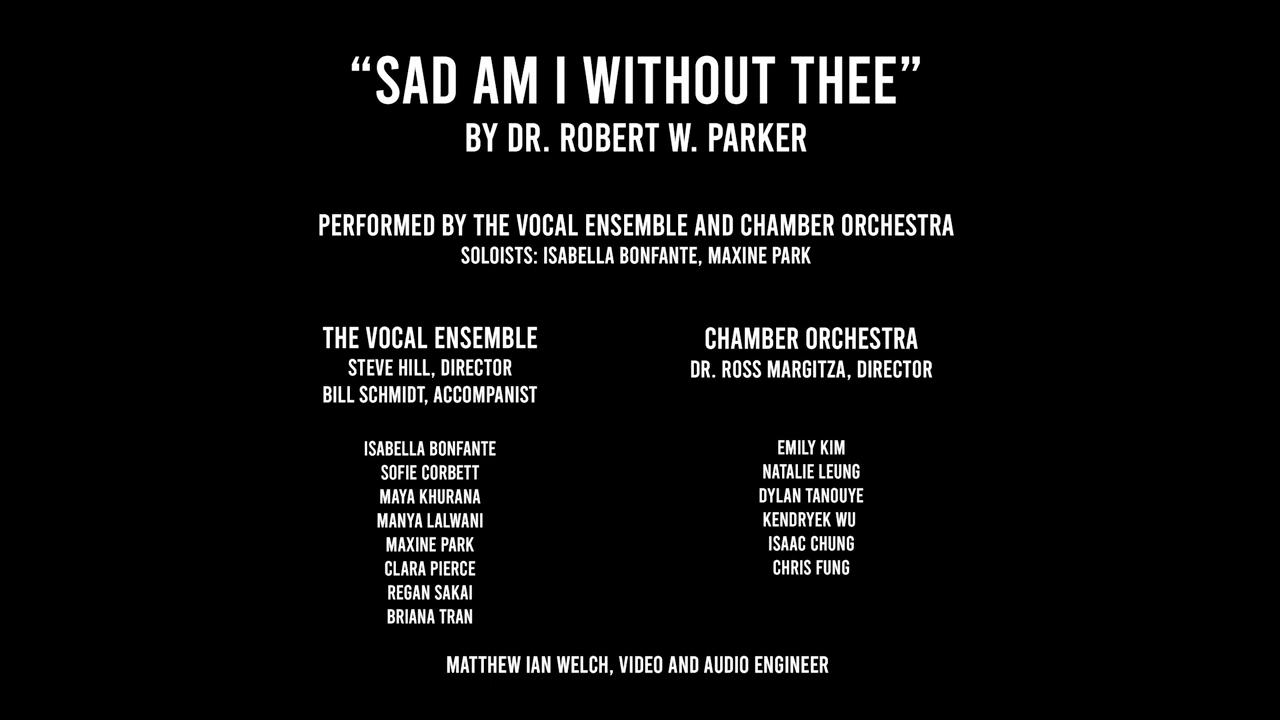 “SAD AM I WITHOUT THEE”
BY DR. ROBERT W. PARKER
PERFORMED BY THE VOCAL ENSEMBLE AND CHAMBER ORCHESTRA
SOLOISTS: ISABELLA BONFANTE, MAXINE PARK
THE VOCAL ENSEMBLE
STEVE HILL, DIRECTOR
BILL SCHMIDT, ACCOMPANIST
ISABELLA BONFANTE
SOFIE CORBETT
MAYA KHURANA
MANYA LALWANI
MAXINE PARK
CLARA PIERCE
REGAN SAKAI
BRIANA TRAN
CHAMBER ORCHESTRA
DR. ROSS MARGITZA, DIRECTOR
EMILY KIM
NATALIE LEUNG
DYLAN TANOUYE
KENDRYEK WU
ISAAC CHUNG
CHRIS FUNG
MATTHEW IAN WELCH, VIDEO AND AUDIO ENGINEER